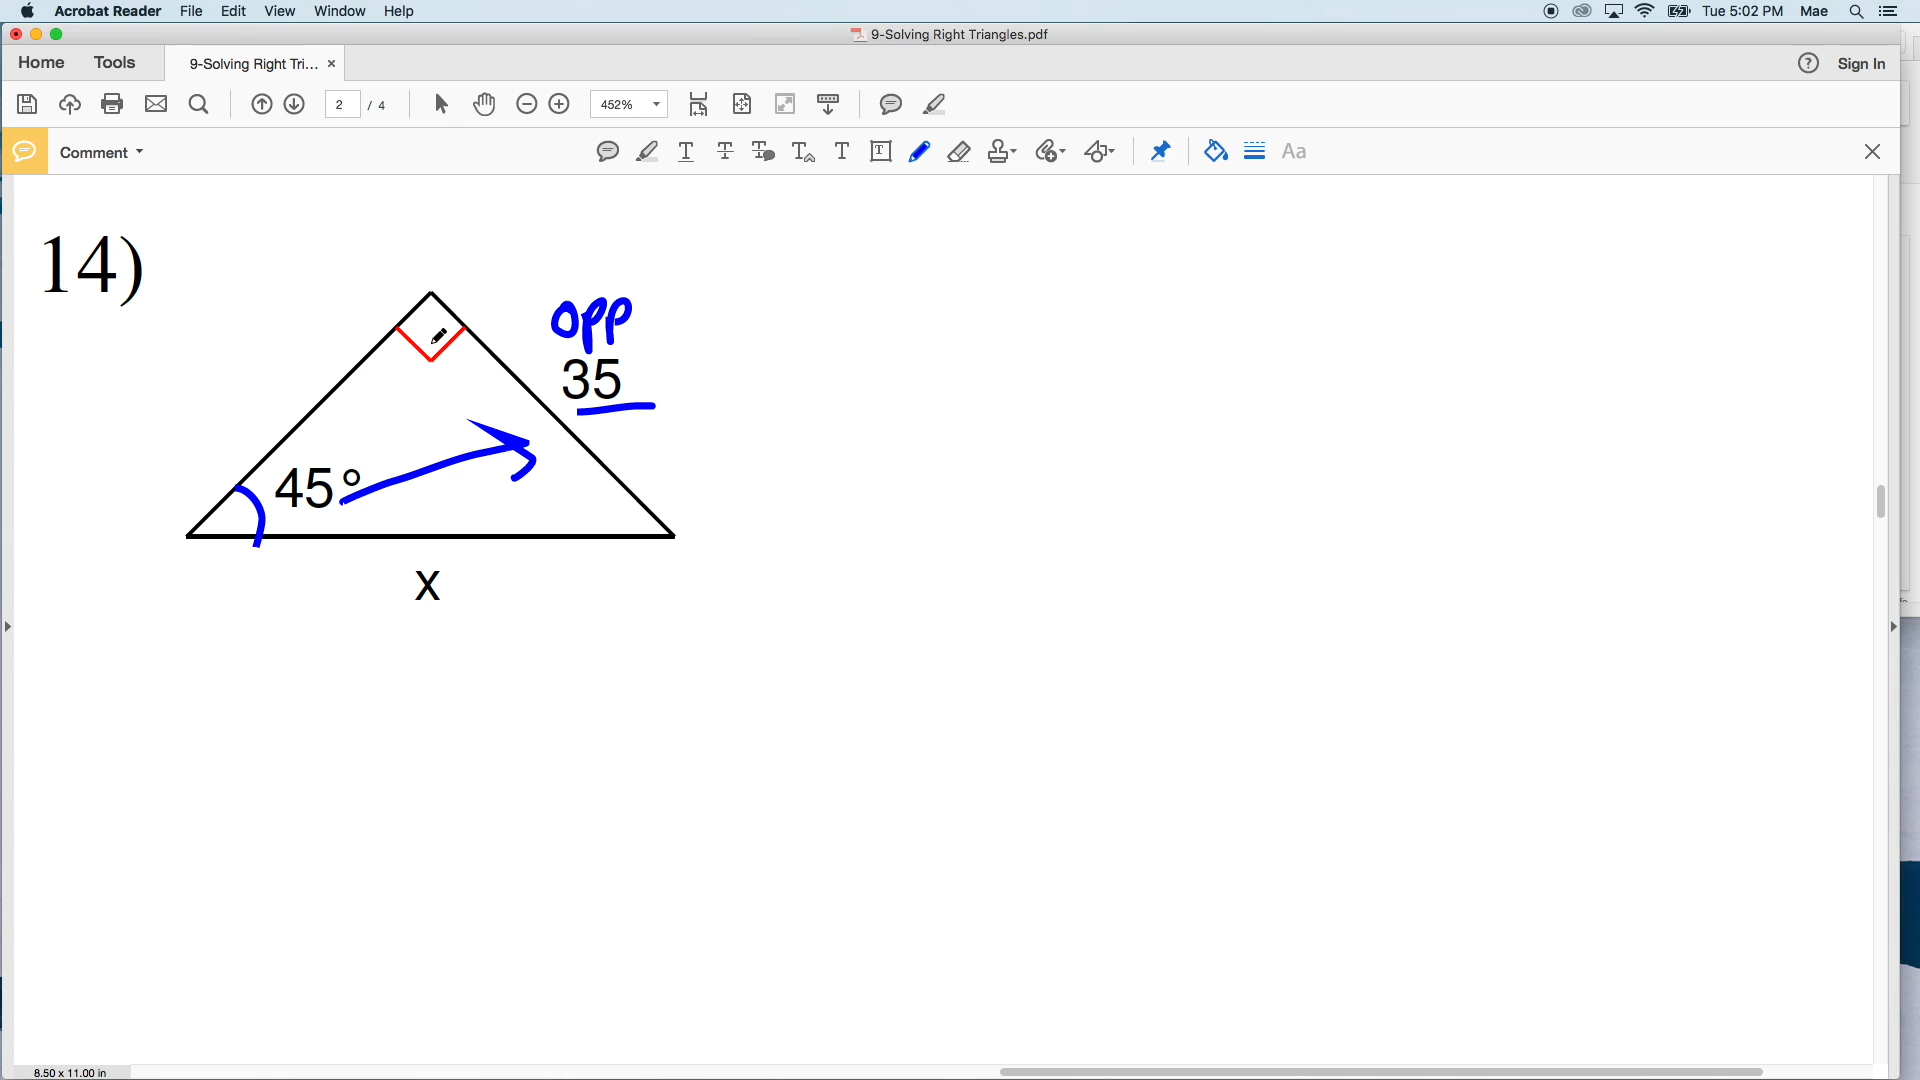 Acrobat Reader File Edit View Window Help Tue 5:02 PM Mae
9-Solving Right Triangles.pdf
Home Tools 9-Solving Right Tri... × ? Sign In
2 / 4 452%
Comment T T T T T T Aa
14)
opp
35
45°
x
8.50 x 11.00 in